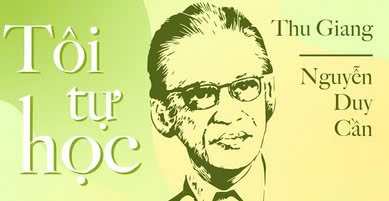 Tôi
tự
học
Thu Giang
Nguyễn
Duy
Cần